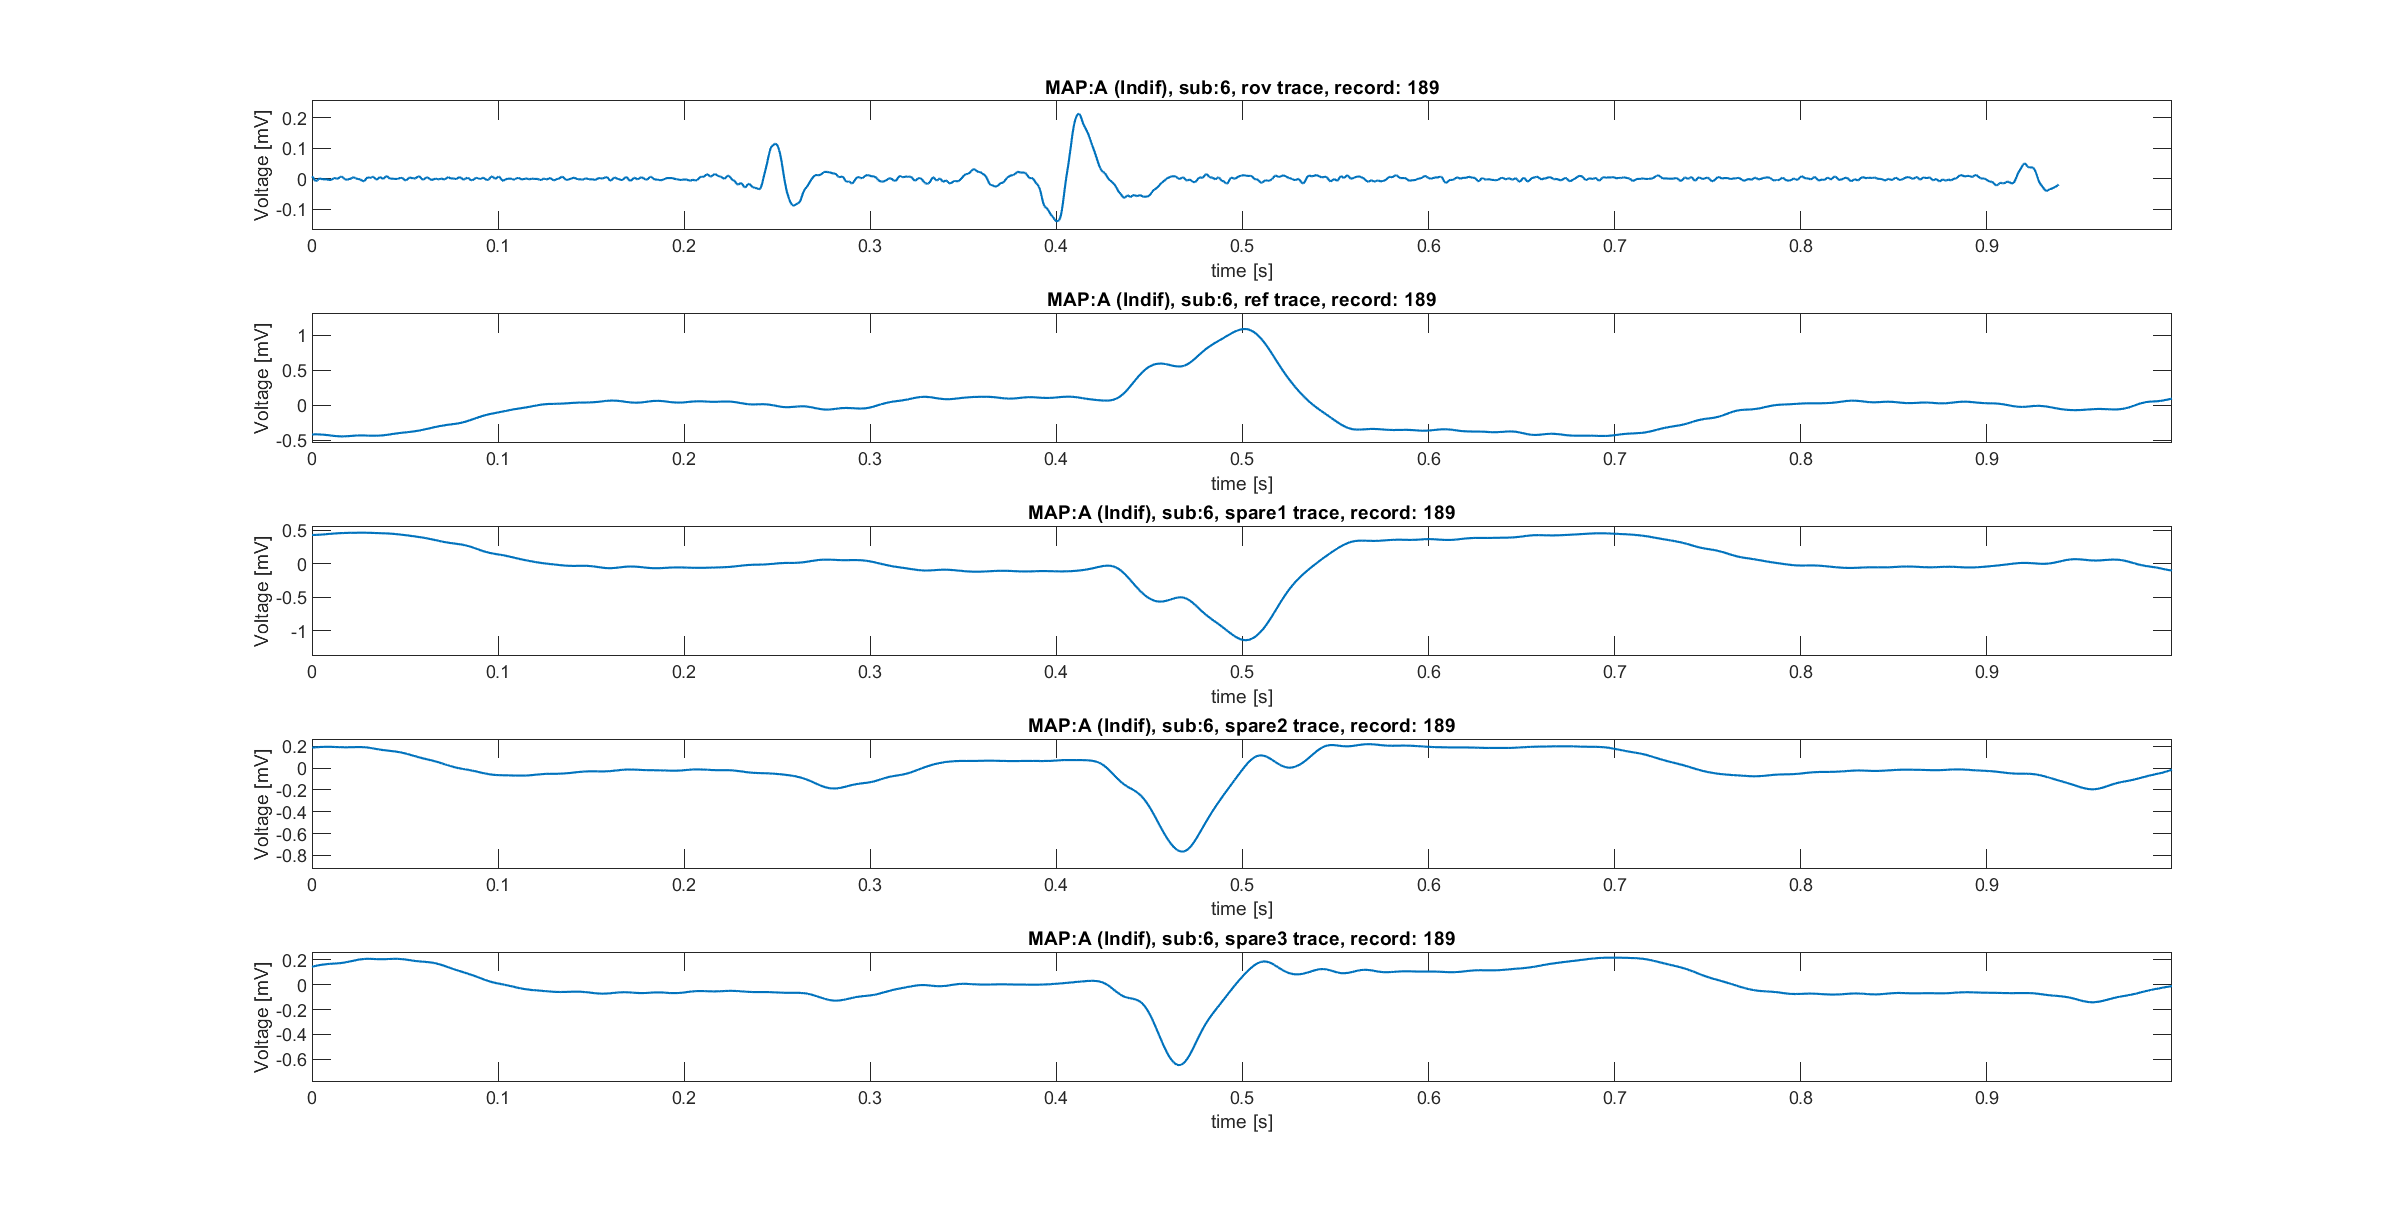 MAP:A (Indif), sub:6, rov trace, record: 189
Voltage [mV]
0.2
0.1
0
-0.1
0 0.1 0.2 0.3 0.4 0.5 0.6 0.7 0.8 0.9
time [s]
MAP:A (Indif), sub:6, ref trace, record: 189
Voltage [mV]
1
0.5
0
-0.5
0 0.1 0.2 0.3 0.4 0.5 0.6 0.7 0.8 0.9
time [s]
MAP:A (Indif), sub:6, spare1 trace, record: 189
Voltage [mV]
0.5
0
-0.5
-1
0 0.1 0.2 0.3 0.4 0.5 0.6 0.7 0.8 0.9
time [s]
MAP:A (Indif), sub:6, spare2 trace, record: 189
Voltage [mV]
0.2
0
-0.2
-0.4
-0.6
-0.8
0 0.1 0.2 0.3 0.4 0.5 0.6 0.7 0.8 0.9
time [s]
MAP:A (Indif), sub:6, spare3 trace, record: 189
Voltage [mV]
0.2
0
-0.2
-0.4
-0.6
0 0.1 0.2 0.3 0.4 0.5 0.6 0.7 0.8 0.9
time [s]